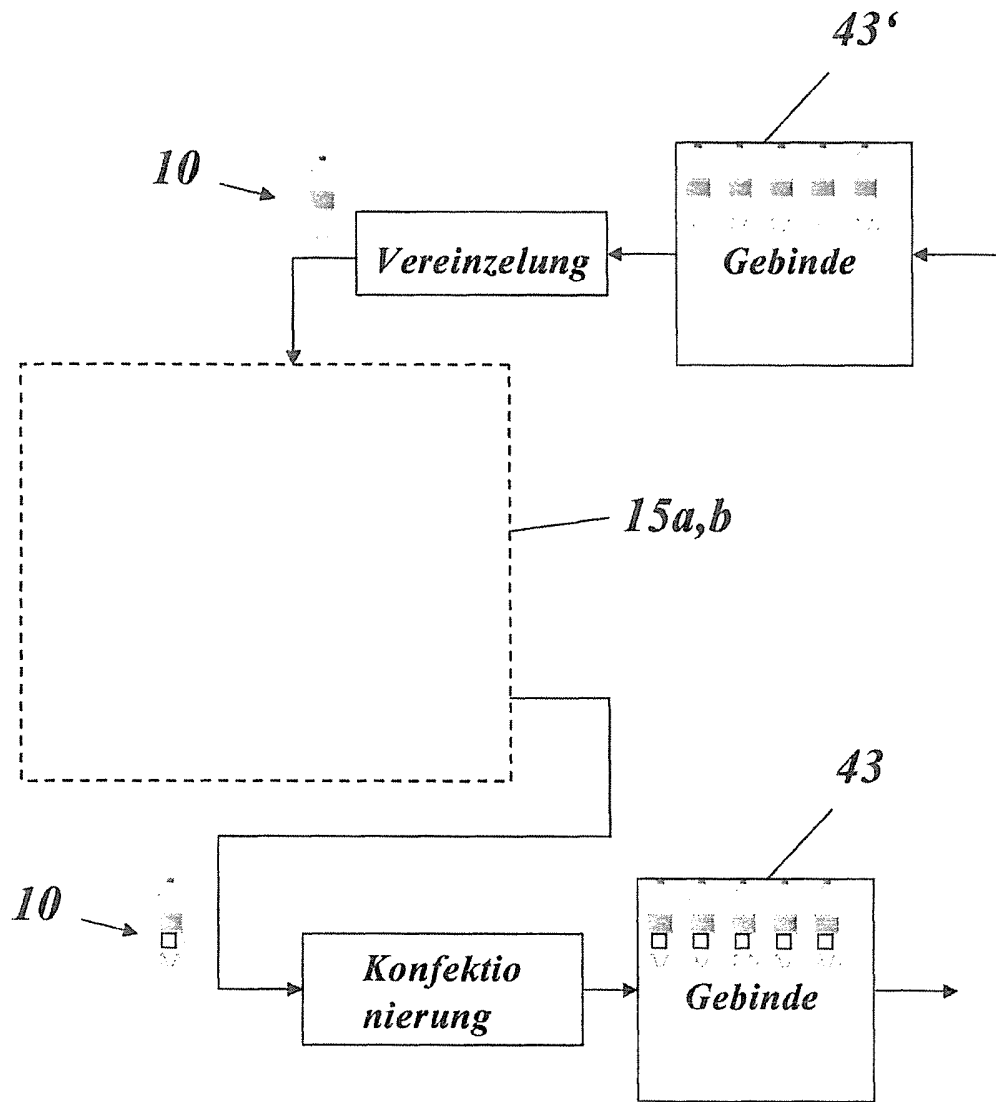 43‘
10
Vereinzelung
Gebinde
15a,b
43
10
Konfektio
nierung
Gebinde